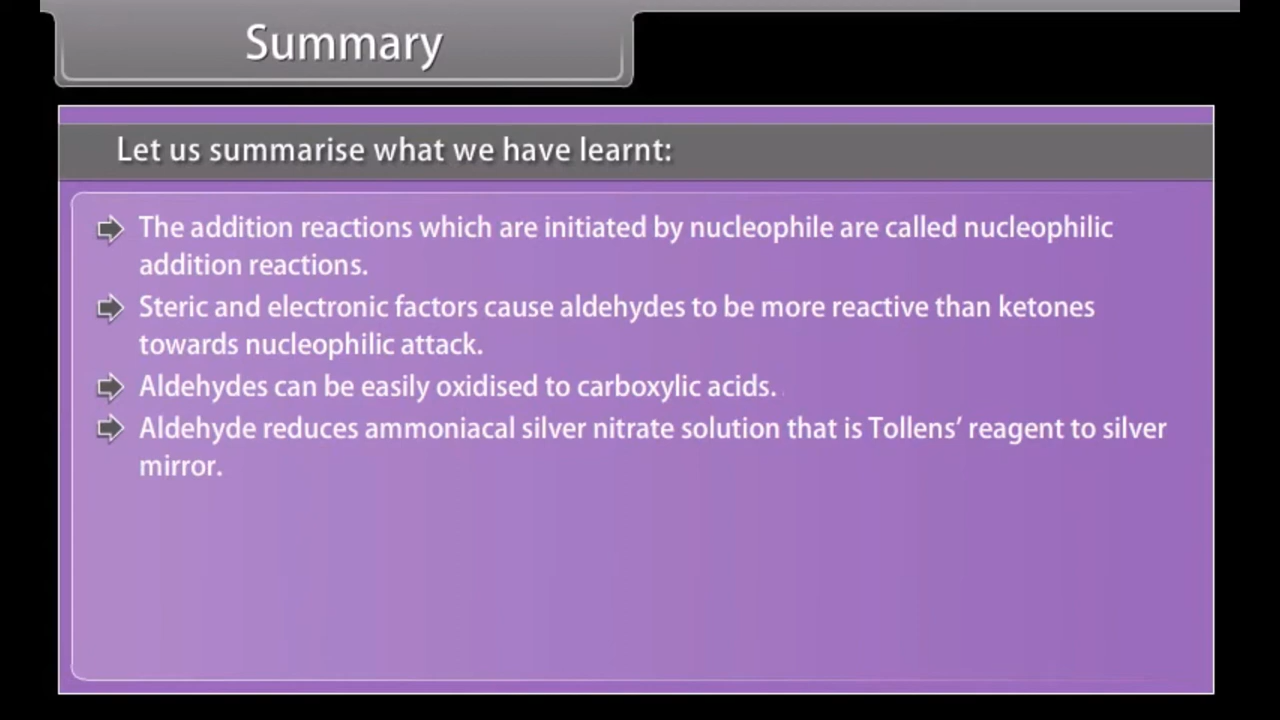 Summary
Let us summarise what we have learnt:
The addition reactions which are initiated by nucleophile are called nucleophilic
addition reactions.
Steric and electronic factors cause aldehydes to be more reactive than ketones
towards nucleophilic attack.
Aldehydes can be easily oxidised to carboxylic acids.
Aldehyde reduces ammoniacal silver nitrate solution that is Tollens’ reagent to silver
mirror.